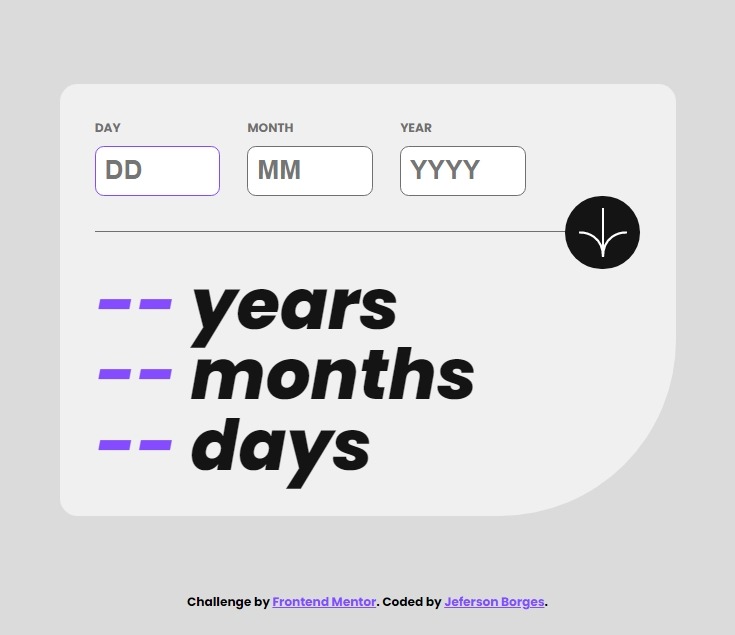 DAY MONTH YEAR
DD MM YYYY
-- years
-- months
-- days
Challenge by Frontend Mentor. Coded by Jeferson Borges.